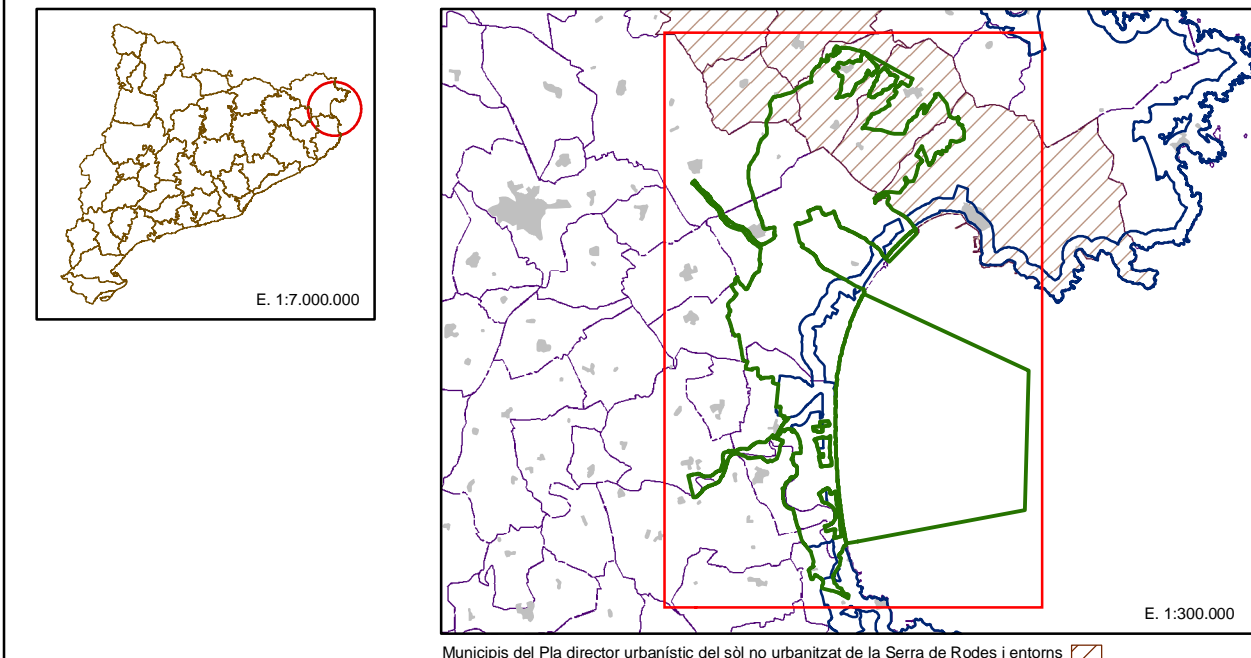 E. 1:7.000.000
E. 1:300.000
Municipis del Pla director urbanístic del sòl no urbanitzat de la Serra de Rodes i entorns